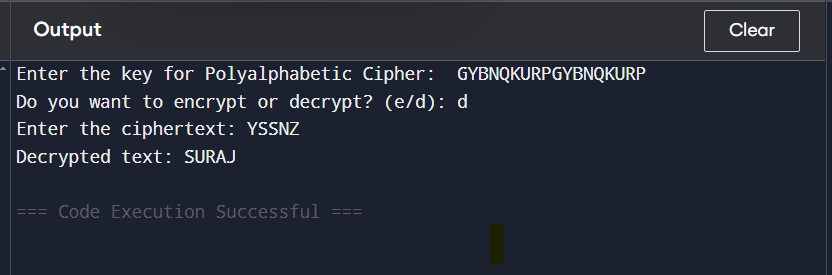 Output
Clear
Enter the key for Polyalphabetic Cipher:  GYBNQKURPGYBNQKURP
Do you want to encrypt or decrypt? (e/d): d
Enter the ciphertext: YSSNZ
Decrypted text: SURAJ
=== Code Execution Successful ===